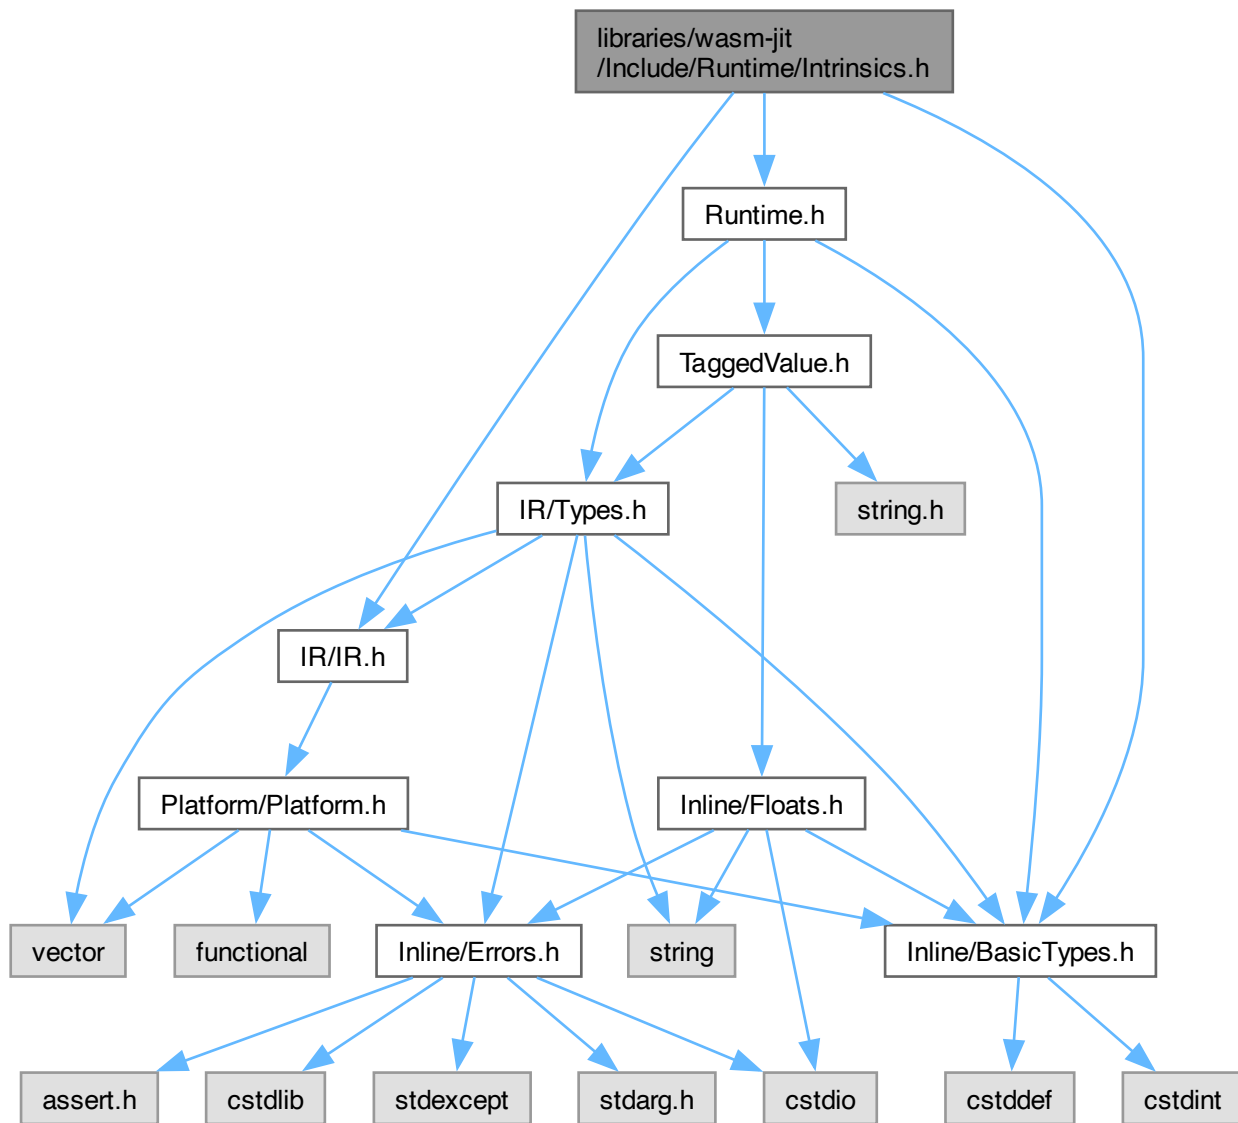 libraries/wasm-jit
/Include/Runtime/Intrinsics.h
Runtime.h
TaggedValue.h
IR/Types.h
string.h
IR/IR.h
Platform/Platform.h
Inline/Floats.h
vector
functional
Inline/Errors.h
string
Inline/BasicTypes.h
assert.h
cstdlib
stdexcept
stdarg.h
cstdio
cstddef
cstdint